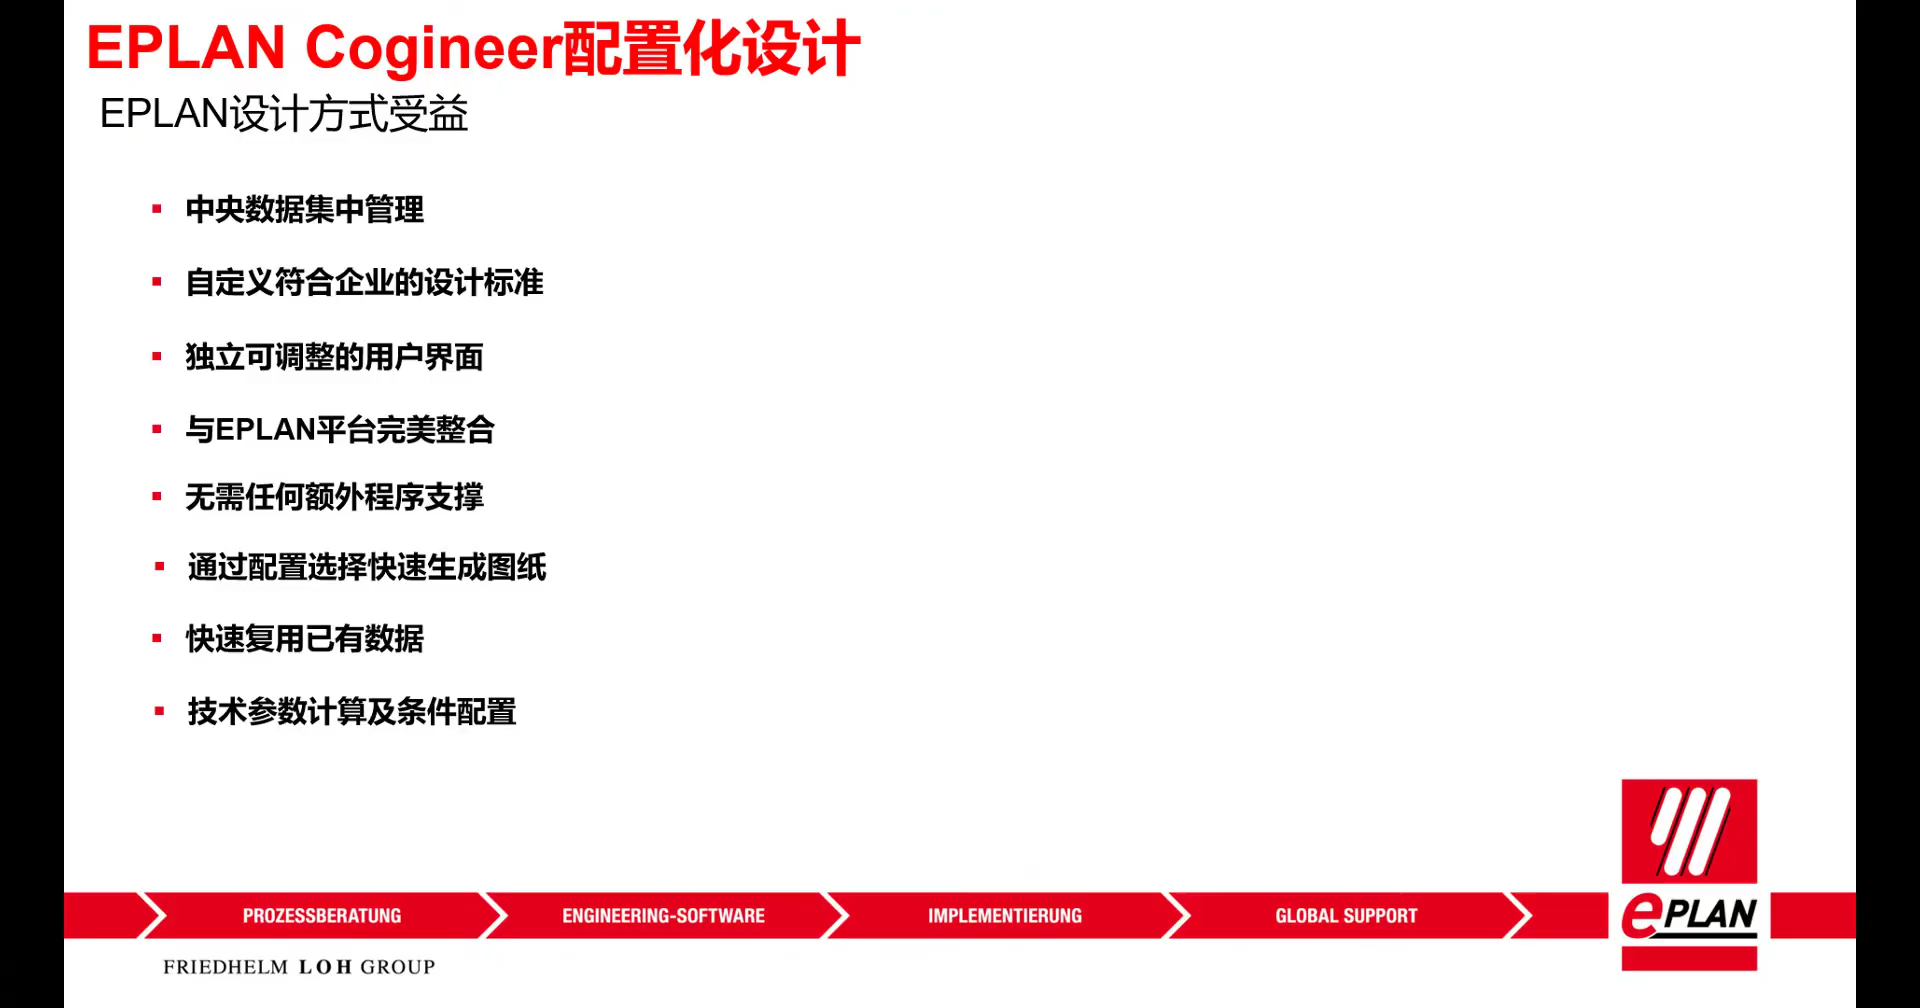 EPLAN Cogineer配置化设计
EPLAN设计方式受益
中央数据集中管理
自定义符合企业的设计标准
独立可调整的用户界面
与EPLAN平台完美整合
无需任何额外程序支撑
通过配置选择快速生成图纸
快速复用已有数据
技术参数计算及条件配置
PROZESSBERATUNG
ENGINEERING-SOFTWARE
IMPLEMENTIERUNG
GLOBAL SUPPORT
ePLAN
FRIEDHELM LOH GROUP